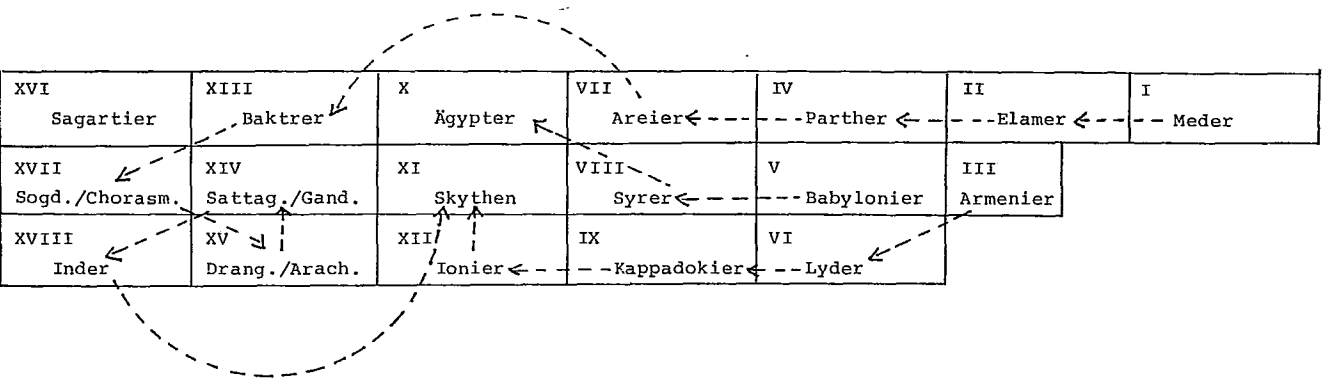 XVI XIII X VII IV II I
Sagartier Baktrer Ägypter Areier Parther Elamer Meder
XVII XIV XI VIII V III
Sogd./Chorasm. Sattag./Gand. Skythen Syrer Babylonier Armenier
XVIII XV XII IX VI
Inder Drang./Arach. Ionier Kappadokier Lyder